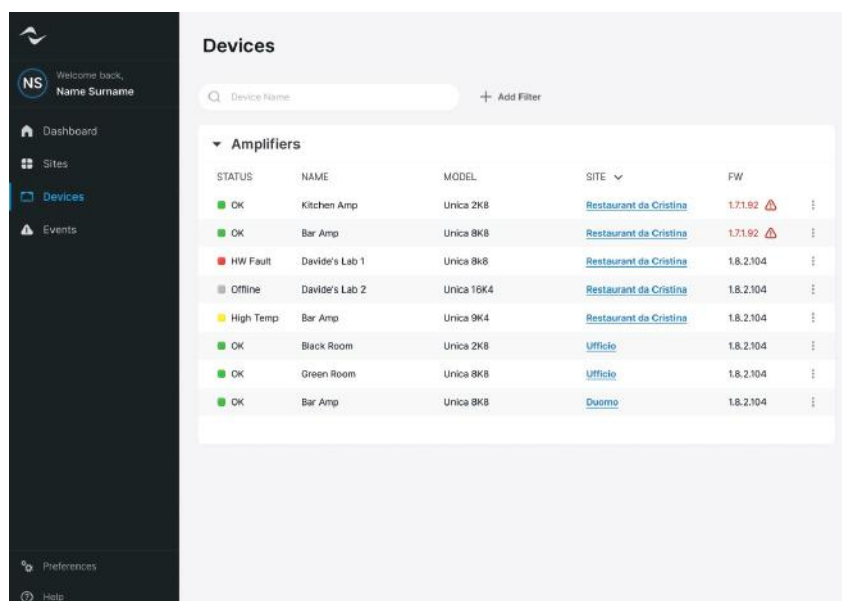 Devices
NS
Welcome back,
Name Surname
Device Name
Add Filter
Dashboard
Sites
Devices
Events
Amplifiers
STATUS NAME MODEL SITE FW
OK Kitchen Amp Unica 2K8 Restaurant da Cristina 1.7.1.92
OK Bar Amp Unica 8K8 Restaurant da Cristina 1.7.1.92
HW Fault Davide's Lab 1 Unica 8k8 Restaurant da Cristina 1.8.2.104
Offline Davide's Lab 2 Unica 16K4 Restaurant da Cristina 1.8.2.104
High Temp Bar Amp Unica 9K4 Restaurant da Cristina 1.8.2.104
OK Black Room Unica 2K8 Ufficio 1.8.2.104
OK Green Room Unica 8K8 Ufficio 1.8.2.104
OK Bar Amp Unica 8K8 Duomo 1.8.2.104
Preferences
Help